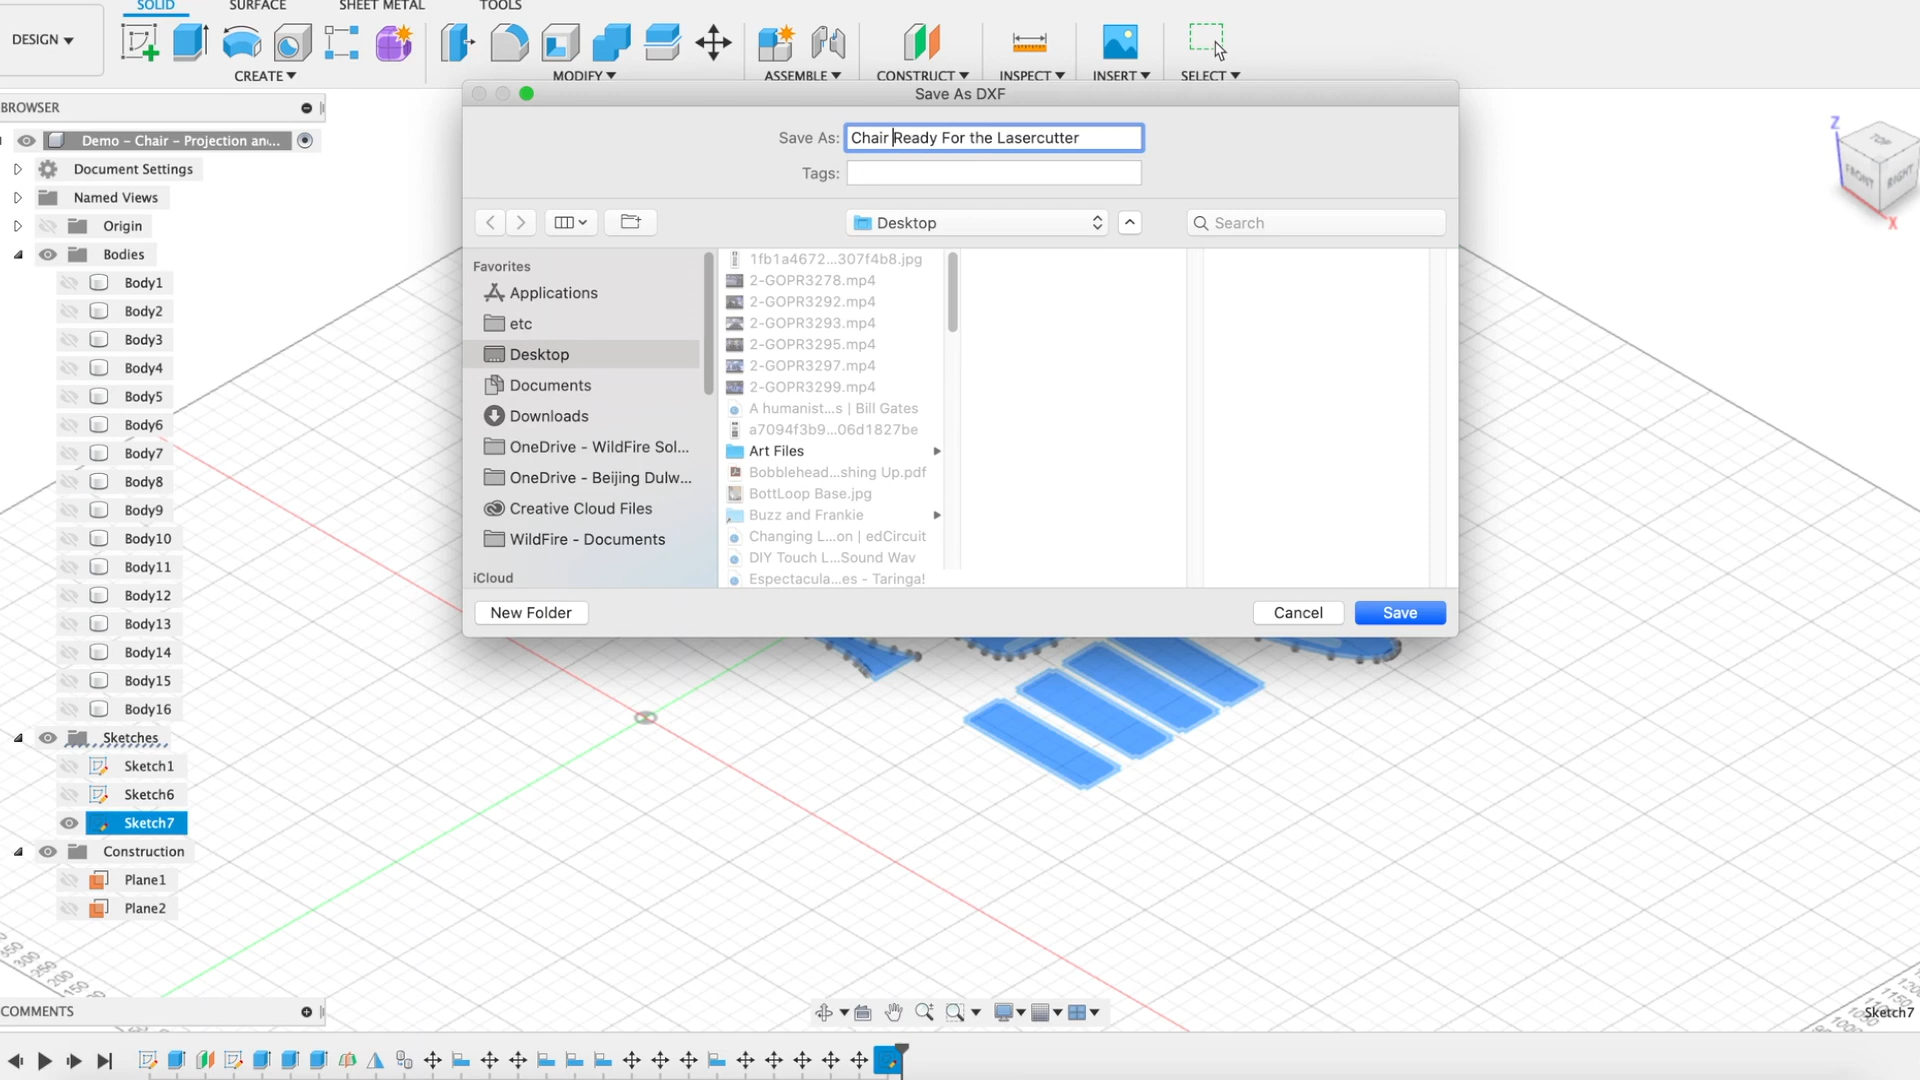 SOLID SURFACE SHEET METAL TOOLS
DESIGN ▾
CREATE ▾ MODIFY ▾ ASSEMBLE ▾ CONSTRUCT ▾ INSPECT ▾ INSERT ▾ SELECT ▾
BROWSER
Demo – Chair – Projection an...
Document Settings
Named Views
Origin
Bodies
Body1
Body2
Body3
Body4
Body5
Body6
Body7
Body8
Body9
Body10
Body11
Body12
Body13
Body14
Body15
Body16
Sketches
Sketch1
Sketch6
Sketch7
Construction
Plane1
Plane2
COMMENTS
Save As DXF
Save As: Chair Ready For the Lasercutter
Tags:
Desktop
Search
Favorites
Applications
etc
Desktop
Documents
Downloads
OneDrive - WildFire Sol...
OneDrive - Beijing Dulw...
Creative Cloud Files
WildFire - Documents
iCloud
1fb1a4672...307f4b8.jpg
2-GOPR3278.mp4
2-GOPR3292.mp4
2-GOPR3293.mp4
2-GOPR3295.mp4
2-GOPR3297.mp4
2-GOPR3299.mp4
A humanist...s | Bill Gates
a7094f3b9...06d1827be
Art Files
Bobblehead...shing Up.pdf
BottLoop Base.jpg
Buzz and Frankie
Changing L...on | edCircuit
DIY Touch L...Sound Wav
Espectacula...es - Taringa!
New Folder
Cancel
Save
Z
TOP
FRONT
RIGHT
X
Sketch7